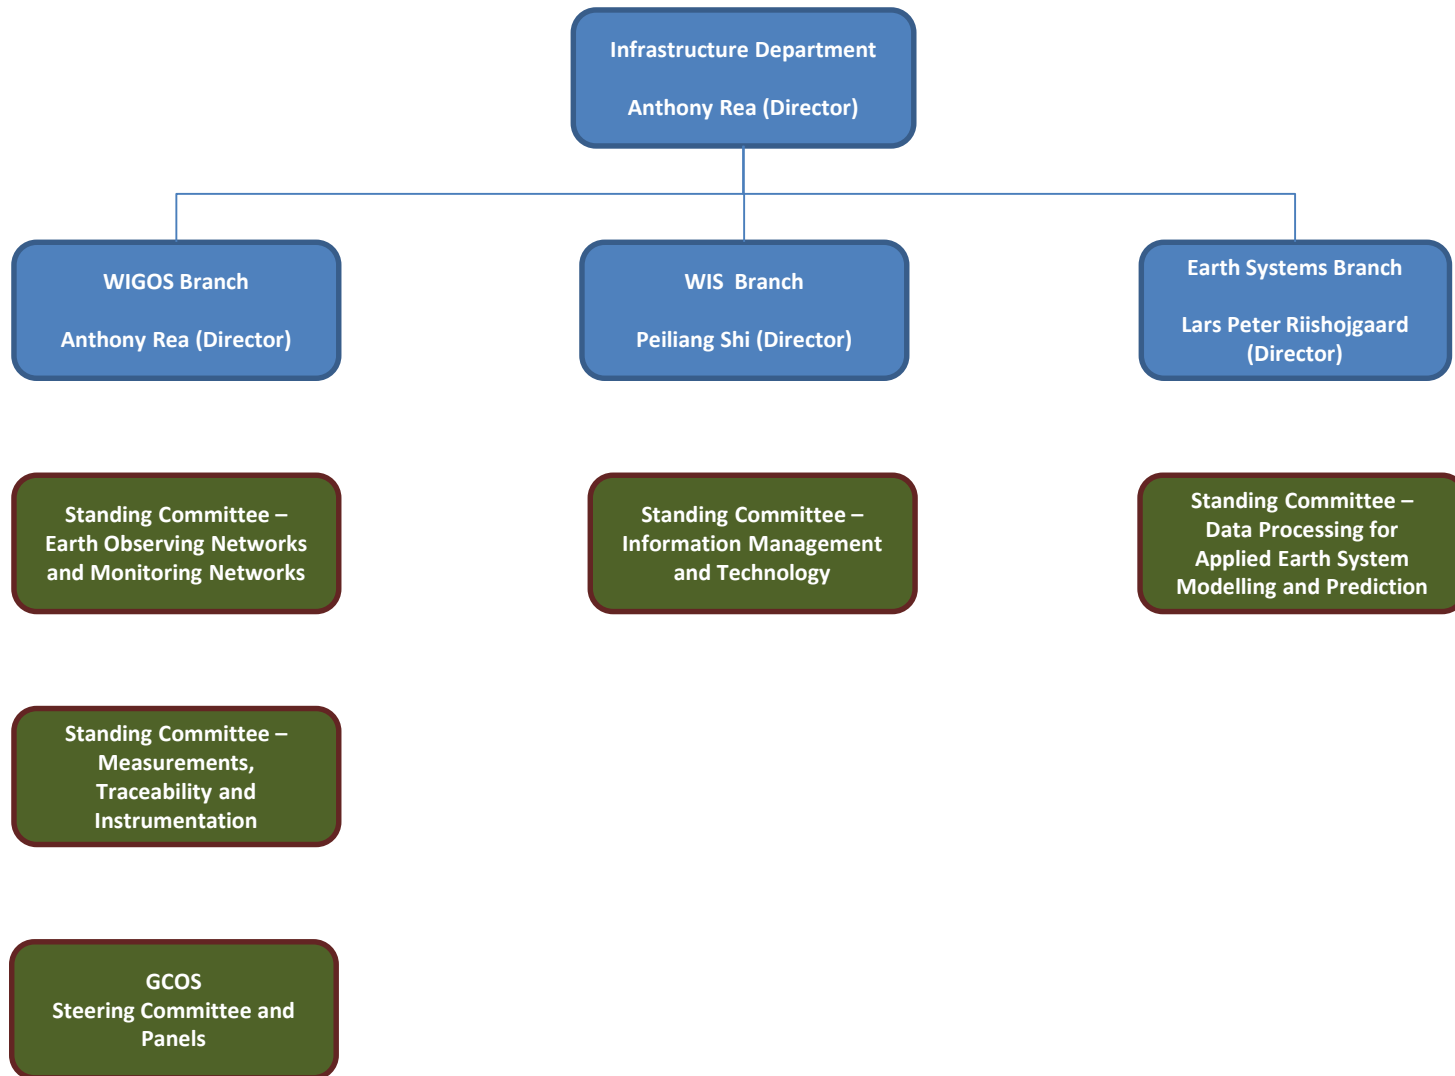 Infrastructure Department
Anthony Rea (Director)
WIGOS Branch
Anthony Rea (Director)
WIS Branch
Peiliang Shi (Director)
Earth Systems Branch
Lars Peter Riishojgaard
(Director)
Standing Committee –
Earth Observing Networks
and Monitoring Networks
Standing Committee –
Information Management
and Technology
Standing Committee –
Data Processing for
Applied Earth System
Modelling and Prediction
Standing Committee –
Measurements,
Traceability and
Instrumentation
GCOS
Steering Committee and
Panels